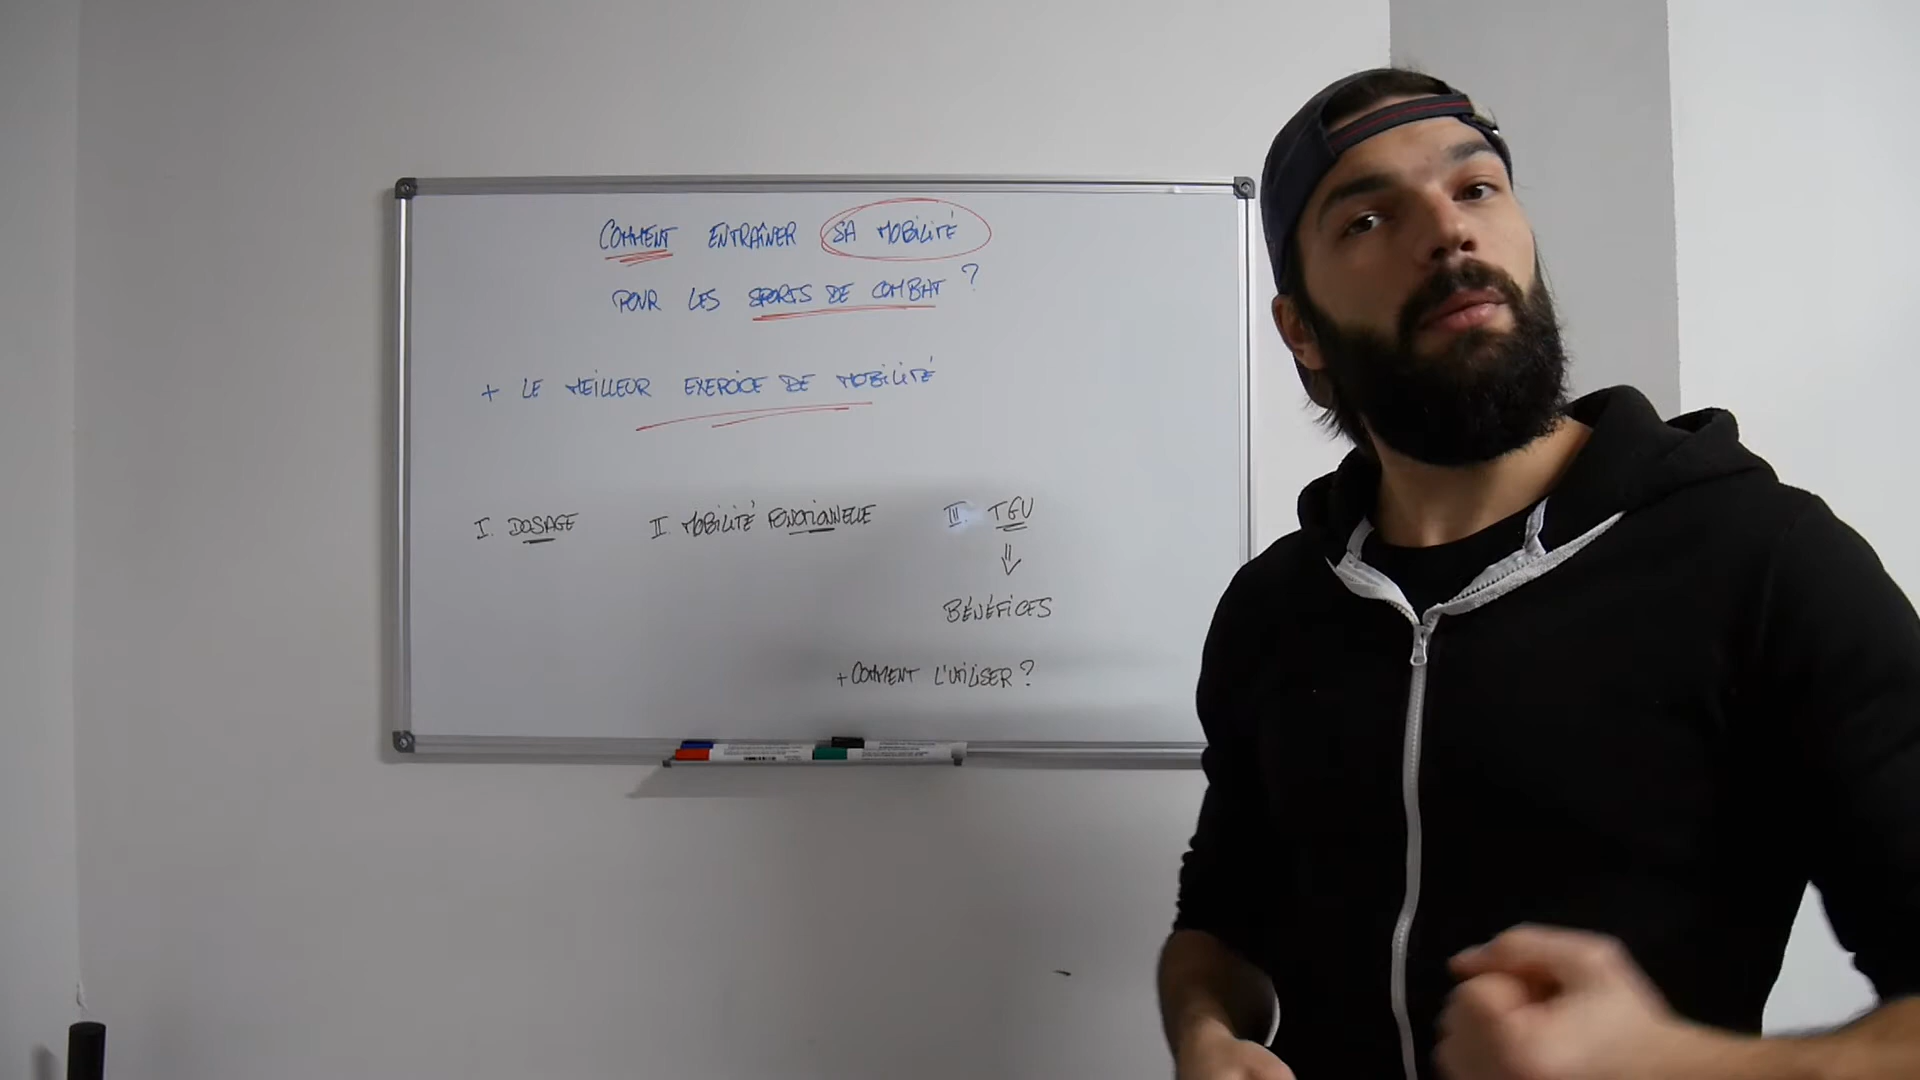 COMMENT ENTRAÎNER SA MOBILITÉ
POUR LES SPORTS DE COMBAT ?
+ LE MEILLEUR EXERCICE DE MOBILITÉ
I. DOSAGE II. MOBILITÉ FONCTIONNELLE III. TGU
⇓
BÉNÉFICES
+ COMMENT L'UTILISER ?